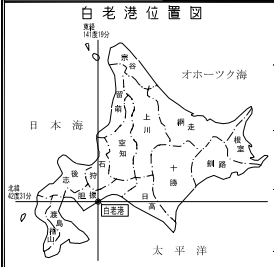 白老港位置図
東経
141度19分
オホーツク海
日本海
宗谷
留萌
上川
網走
空知
石狩
後志
胆振
日高
十勝
釧路
根室
渡島
檜山
北緯
42度31分
白老港
太平洋